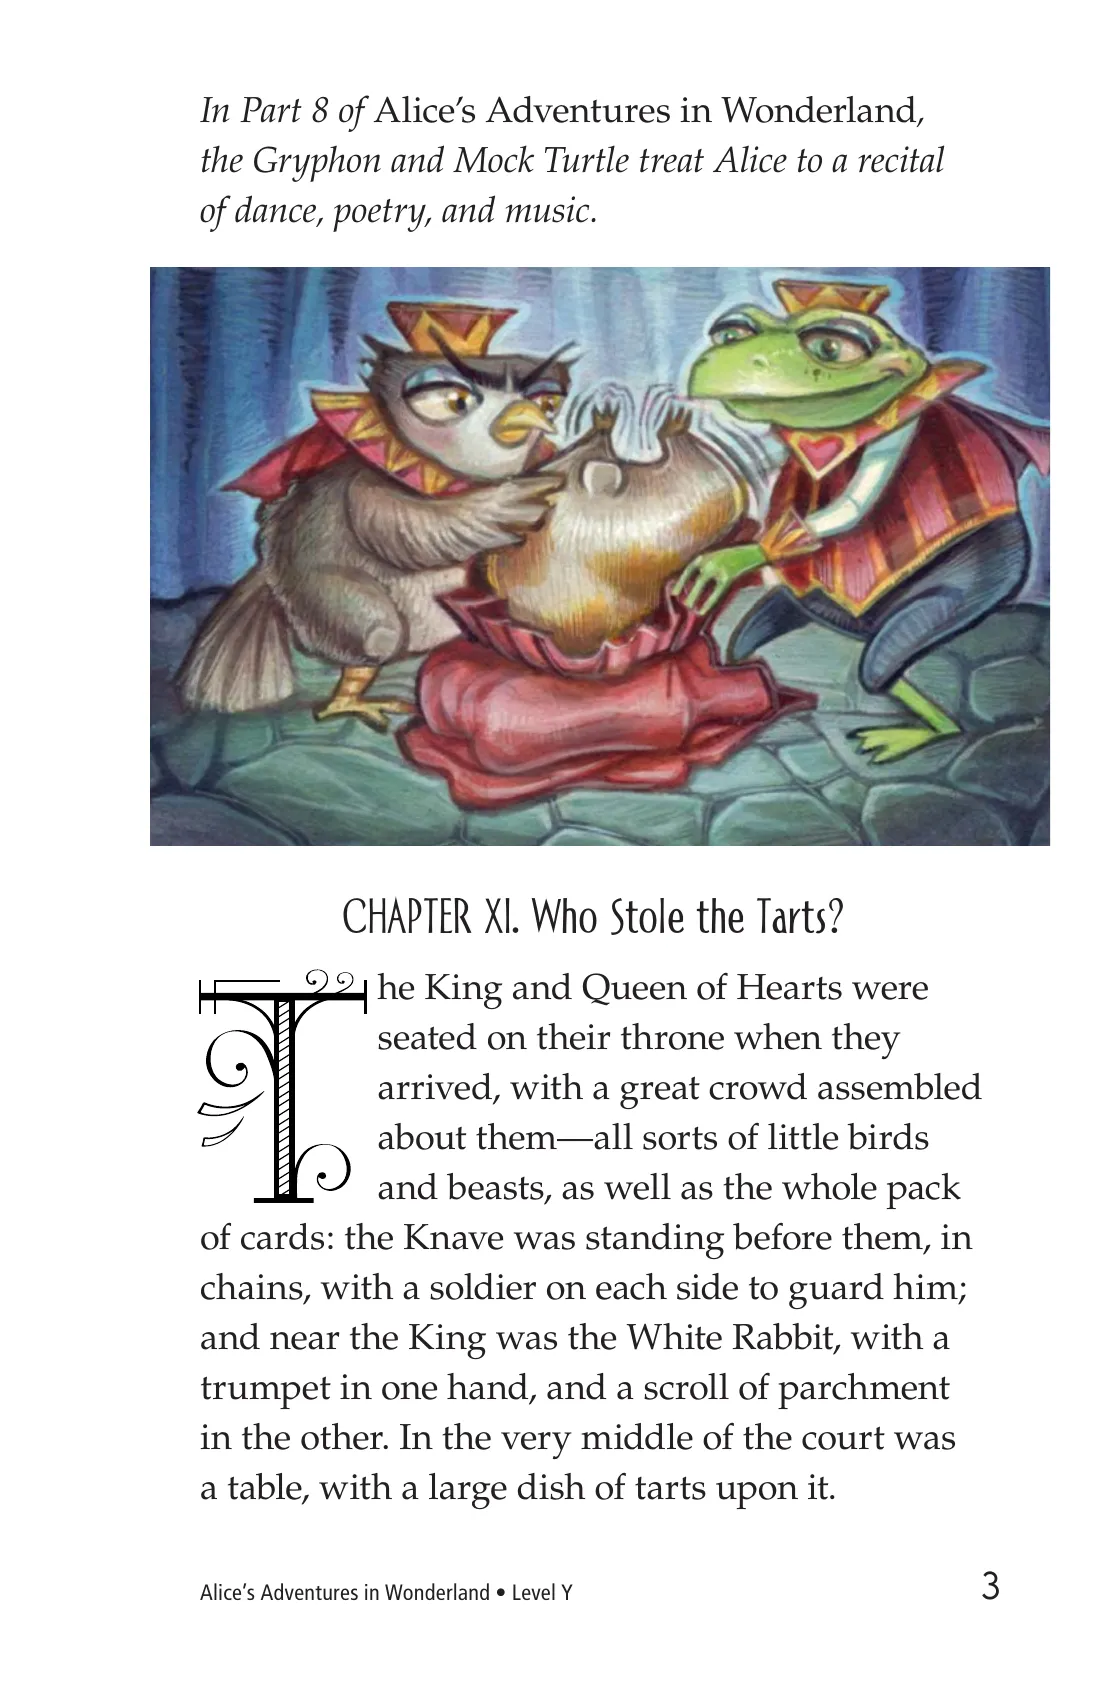 In Part 8 of Alice’s Adventures in Wonderland,
the Gryphon and Mock Turtle treat Alice to a recital
of dance, poetry, and music.
CHAPTER XI. Who Stole the Tarts?
The King and Queen of Hearts were
seated on their throne when they
arrived, with a great crowd assembled
about them—all sorts of little birds
and beasts, as well as the whole pack
of cards: the Knave was standing before them, in
chains, with a soldier on each side to guard him;
and near the King was the White Rabbit, with a
trumpet in one hand, and a scroll of parchment
in the other. In the very middle of the court was
a table, with a large dish of tarts upon it.
Alice’s Adventures in Wonderland • Level Y 3